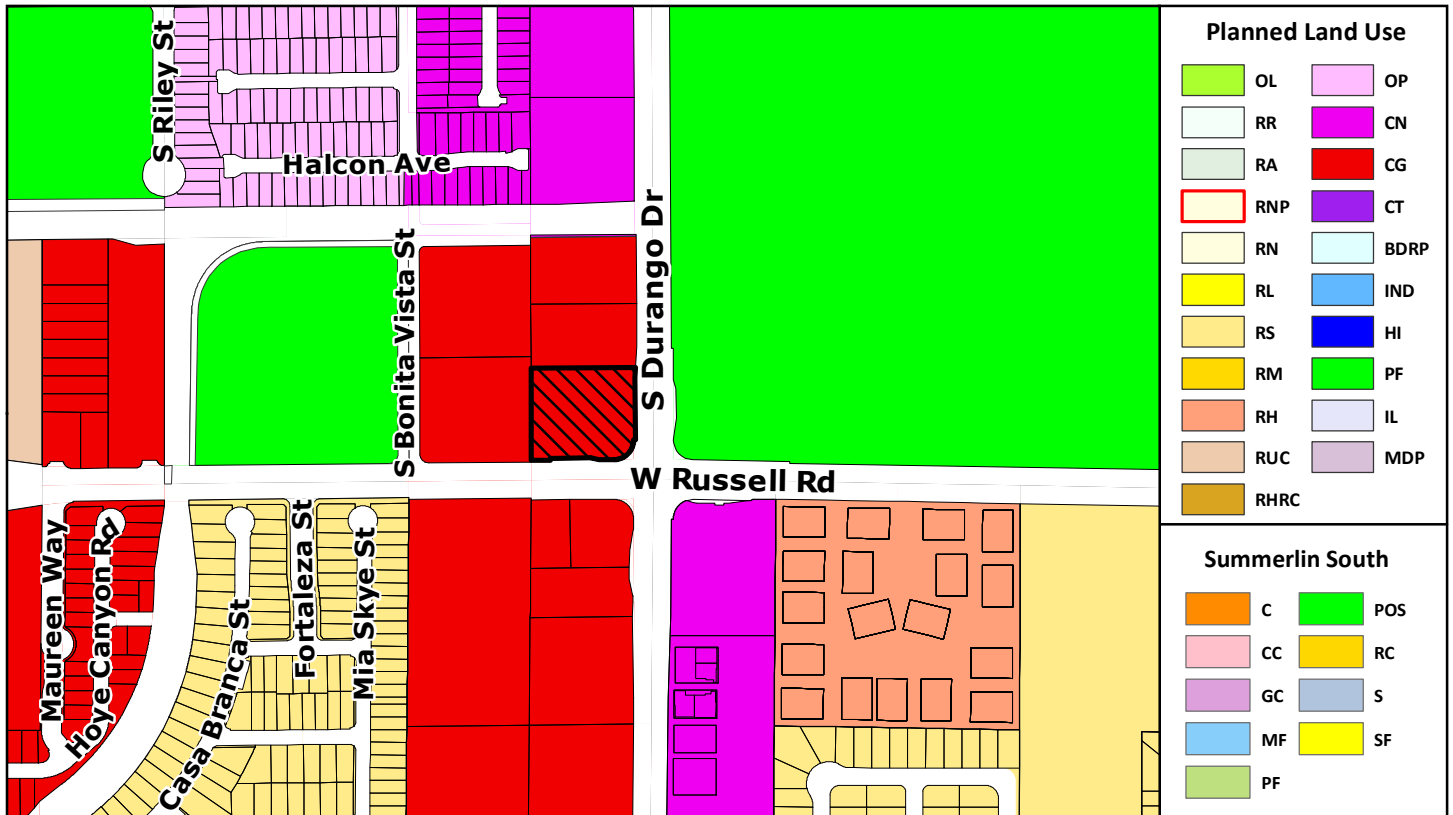 S Riley St
Halcon Ave
S Durango Dr
S Bonita Vista St
W Russell Rd
Maureen Way
Hoye Canyon Rd
Casa Branca St
Fortaleza St
Mia Skye St
Planned Land Use
OL OP
RR CN
RA CG
RNP CT
RN BDRP
RL IND
RS HI
RM PF
RH IL
RUC MDP
RHRC
Summerlin South
C POS
CC RC
GC S
MF SF
PF